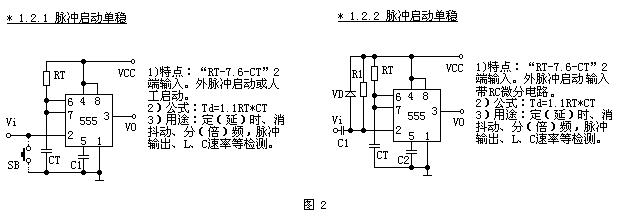 * 1.2.1 脉冲启动单稳
RT
VCC
6 4 8
7
555
3
VO
Vi
2
5 1
SB
CT
C1
1)特点：“RT-7.6-CT”2
端输入。外脉冲启动或人
工启动。
2)公式：Td=1.1RT*CT
3)用途：定(延)时、消
抖动、分(倍)频，脉冲
输出、L、C速率等检测。
* 1.2.2 脉冲启动单稳
R1
RT
VCC
VD
6 4 8
7
555
3
VO
Vi
2
5 1
C1
CT
C2
1)特点：“RT-7.6-CT”2
端输入。外脉冲启动输入
带RC微分电路。
2)公式：Td=1.1RT*CT
3)用途：定(延)时、消
抖动、分(倍)频，脉冲
输出、L、C速率等检测。
图 2